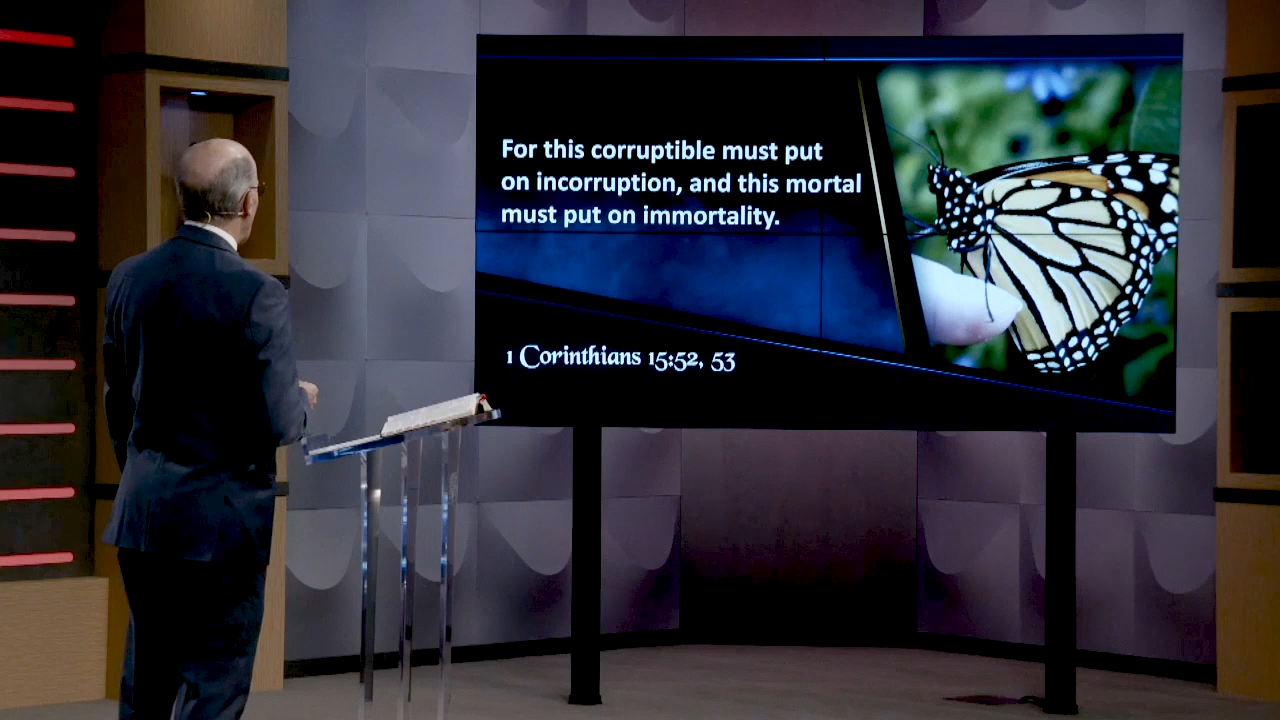 For this corruptible must put
on incorruption, and this mortal
must put on immortality.
1 Corinthians 15:52, 53